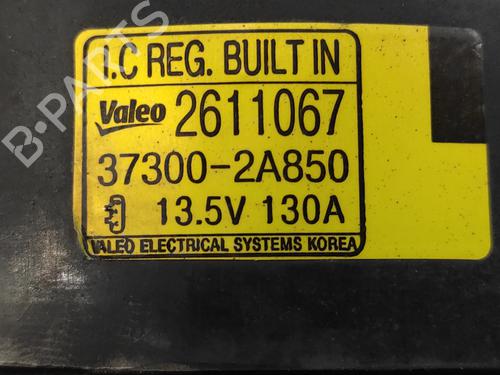 I.C REG. BUILT IN
Valeo 2611067
37300-2A850
13.5V 130A
VALEO ELECTRICAL SYSTEMS KOREA
B-PARTS